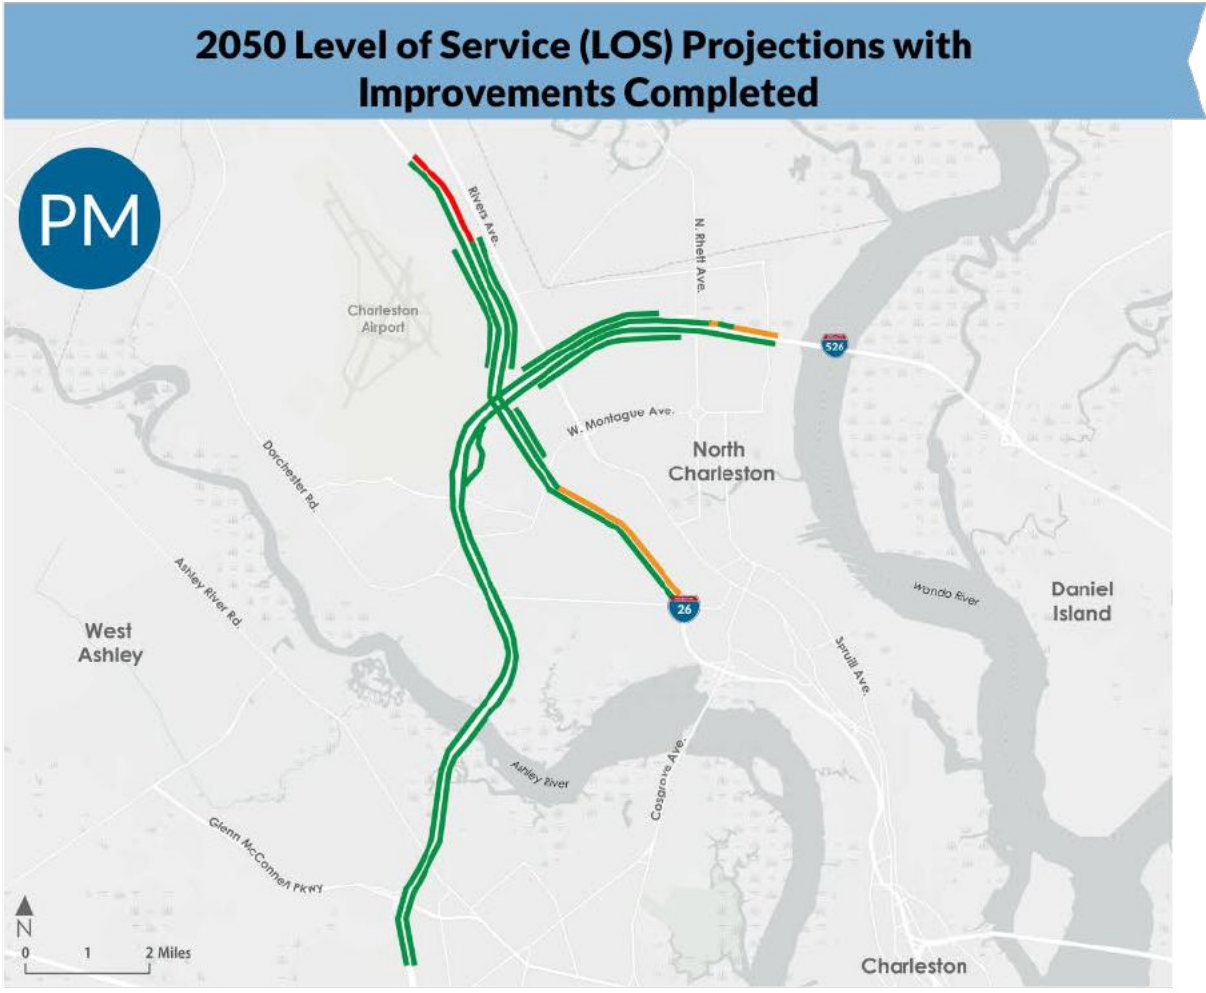 2050 Level of Service (LOS) Projections with
Improvements Completed
PM
Rivers Ave.
N. Rhett Ave.
Charleston
Airport
526
W. Montague Ave.
North
Charleston
Dorchester Rd.
Ashley River Rd.
Wando River
Daniel
Island
26
West
Ashley
Spruill Ave.
Ashley River
Cosgrove Ave.
Glenn McConnell Pkwy
N
0 1 2 Miles
Charleston